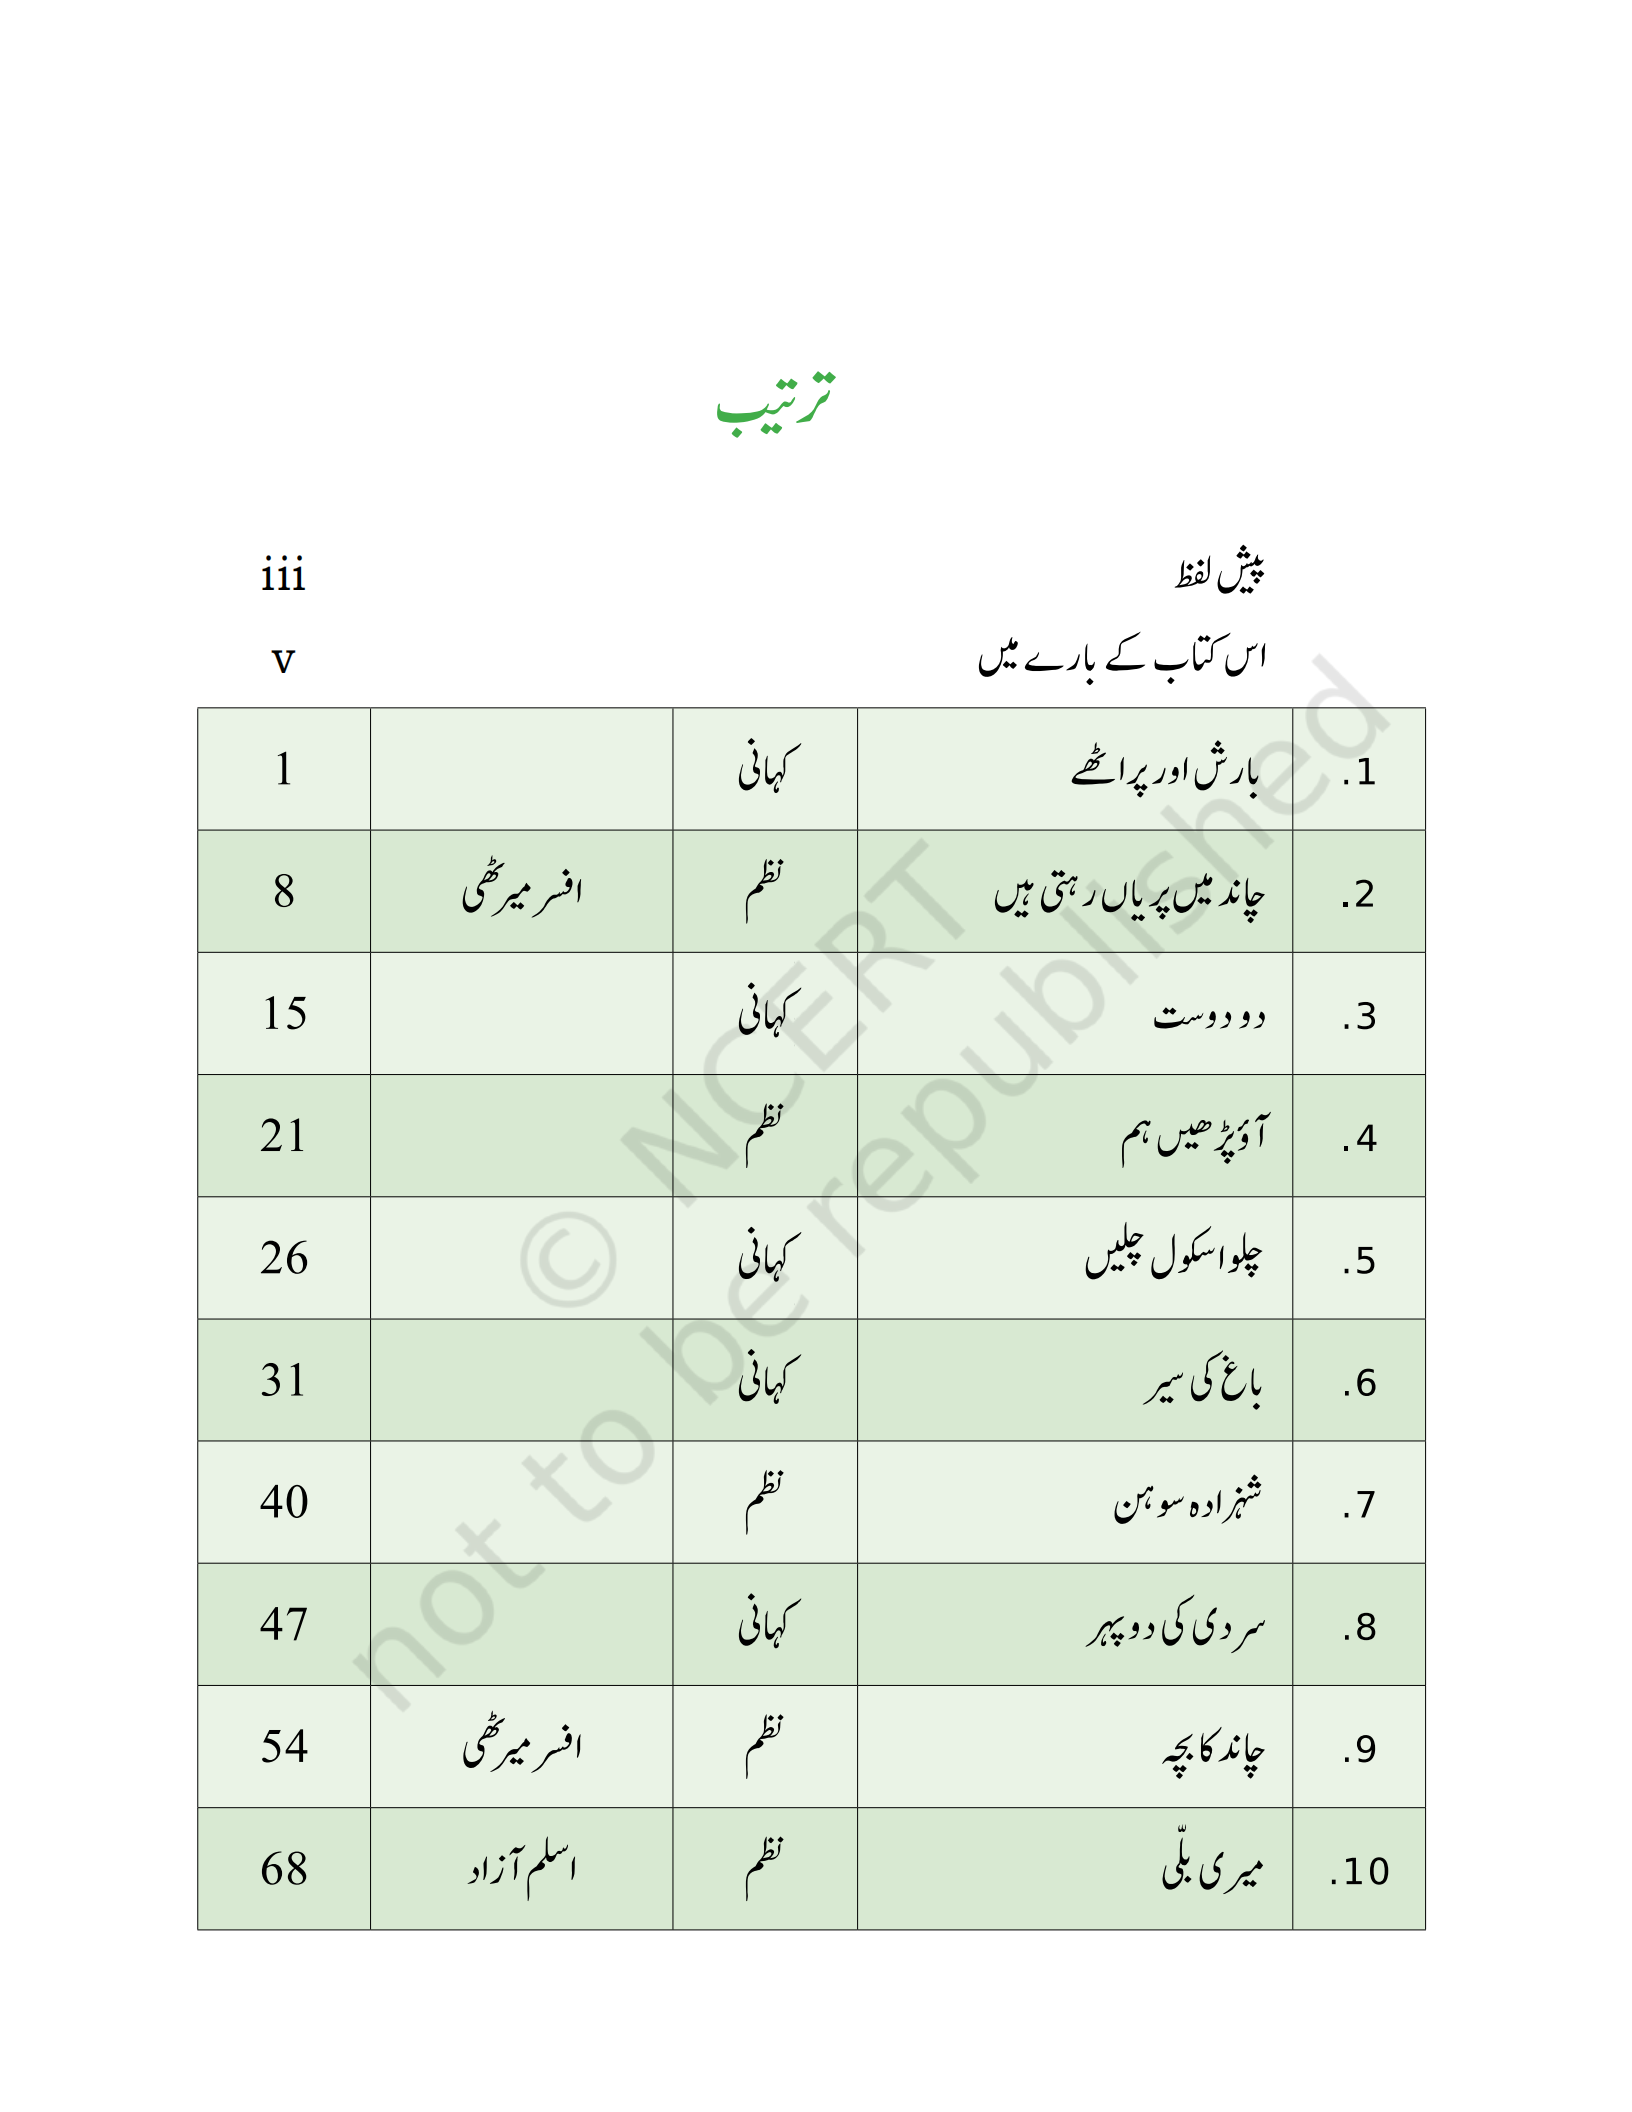 ترتیب
پیش لفظ iii
اس کتاب کے بارے میں v
1. بارش اور پراٹھے کہانی 1
2. چاند میں پریاں رہتی ہیں نظم افسر میرٹھی 8
3. دو دوست کہانی 15
4. آؤ پڑھیں ہم نظم 21
5. چلو اسکول چلیں کہانی 26
6. باغ کی سیر کہانی 31
7. شہزادہ سوہن نظم 40
8. سردی کی دوپہر کہانی 47
9. چاند کا بچہ نظم افسر میرٹھی 54
10. میری بلّی نظم اسلم آزاد 68
© NCERT
not to be republished